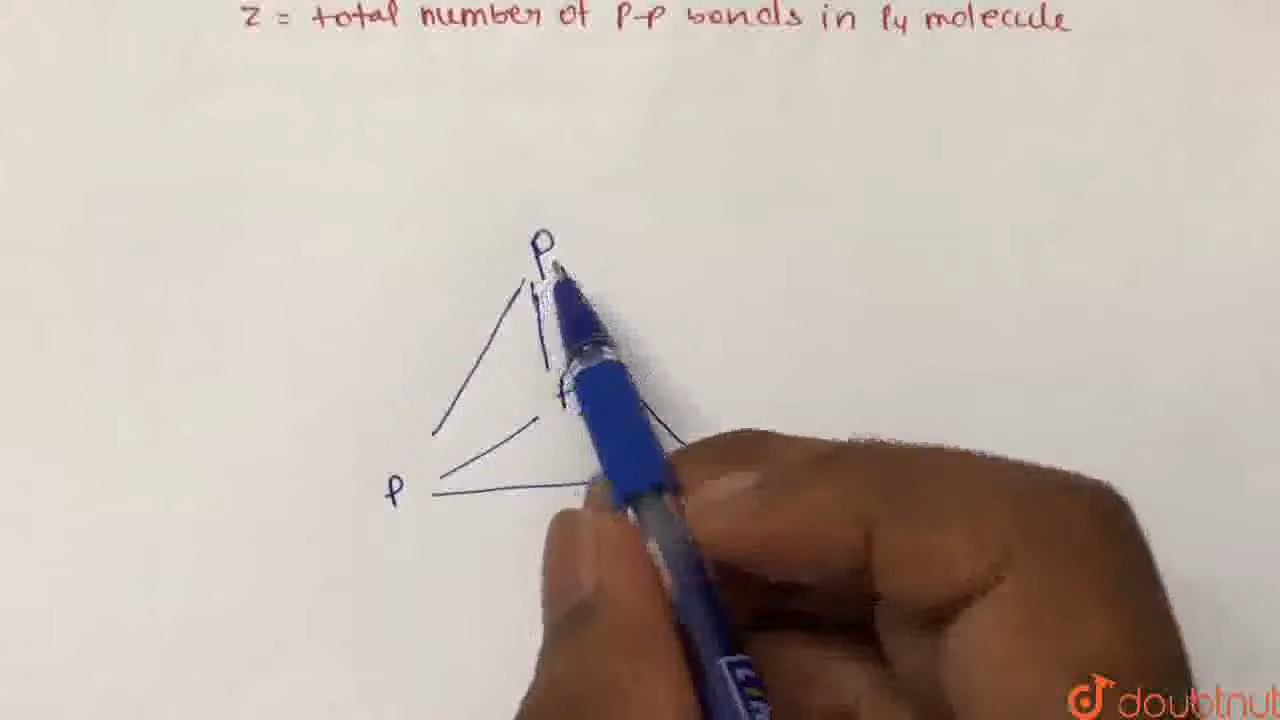 z = total number of P-P bonds in P4 molecule
P
P
doubtnut